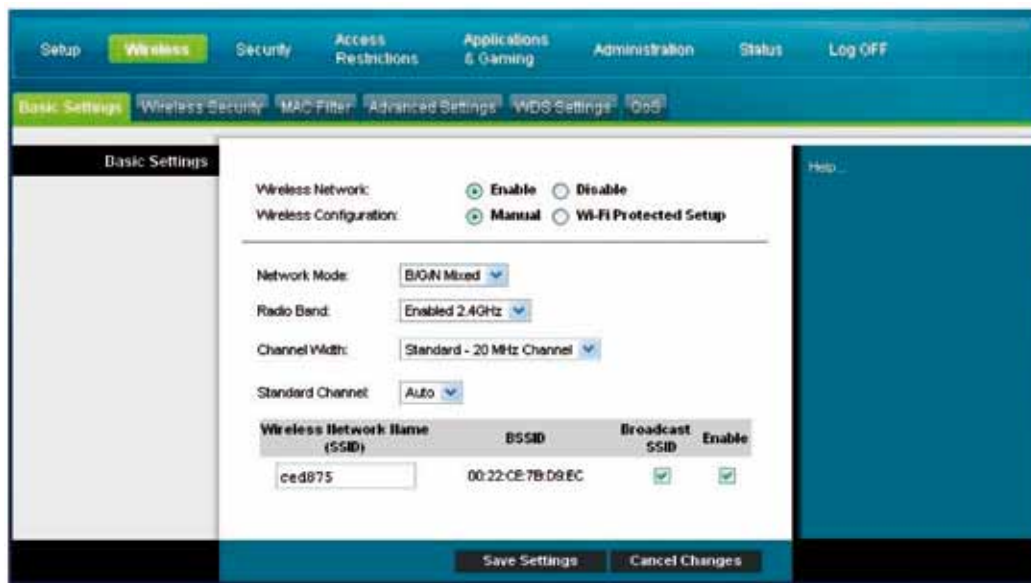 Setup Wireless Security Access Restrictions Applications & Gaming Administration Status Log OFF
Basic Settings Wireless Security MAC Filter Advanced Settings WDS Settings QoS
Basic Settings
Help...
Wireless Network: Enable Disable
Wireless Configuration: Manual Wi-Fi Protected Setup
Network Mode: B/G/N Mixed
Radio Band: Enabled 2.4GHz
Channel Width: Standard - 20 MHz Channel
Standard Channel: Auto
Wireless Network Name (SSID) BSSID Broadcast SSID Enable
ced875 00:22:CE:7B:D9:EC
Save Settings Cancel Changes